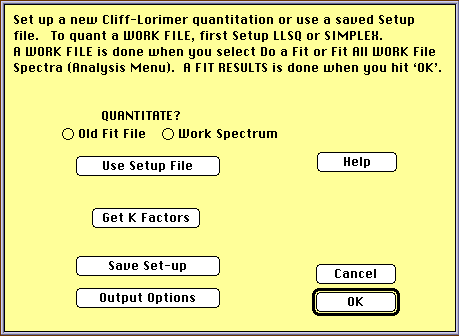 Set up a new Cliff-Lorimer quantitation or use a saved Setup
file.   To quant a WORK FILE, first Setup LLSQ or SIMPLEX.
A WORK FILE is done when you select Do a Fit or Fit All WORK File
Spectra (Analysis Menu).  A FIT RESULTS is done when you hit ‘OK’.
QUANTITATE?
Old Fit File
Work Spectrum
Use Setup File
Help
Get K Factors
Save Set-up
Cancel
Output Options
OK